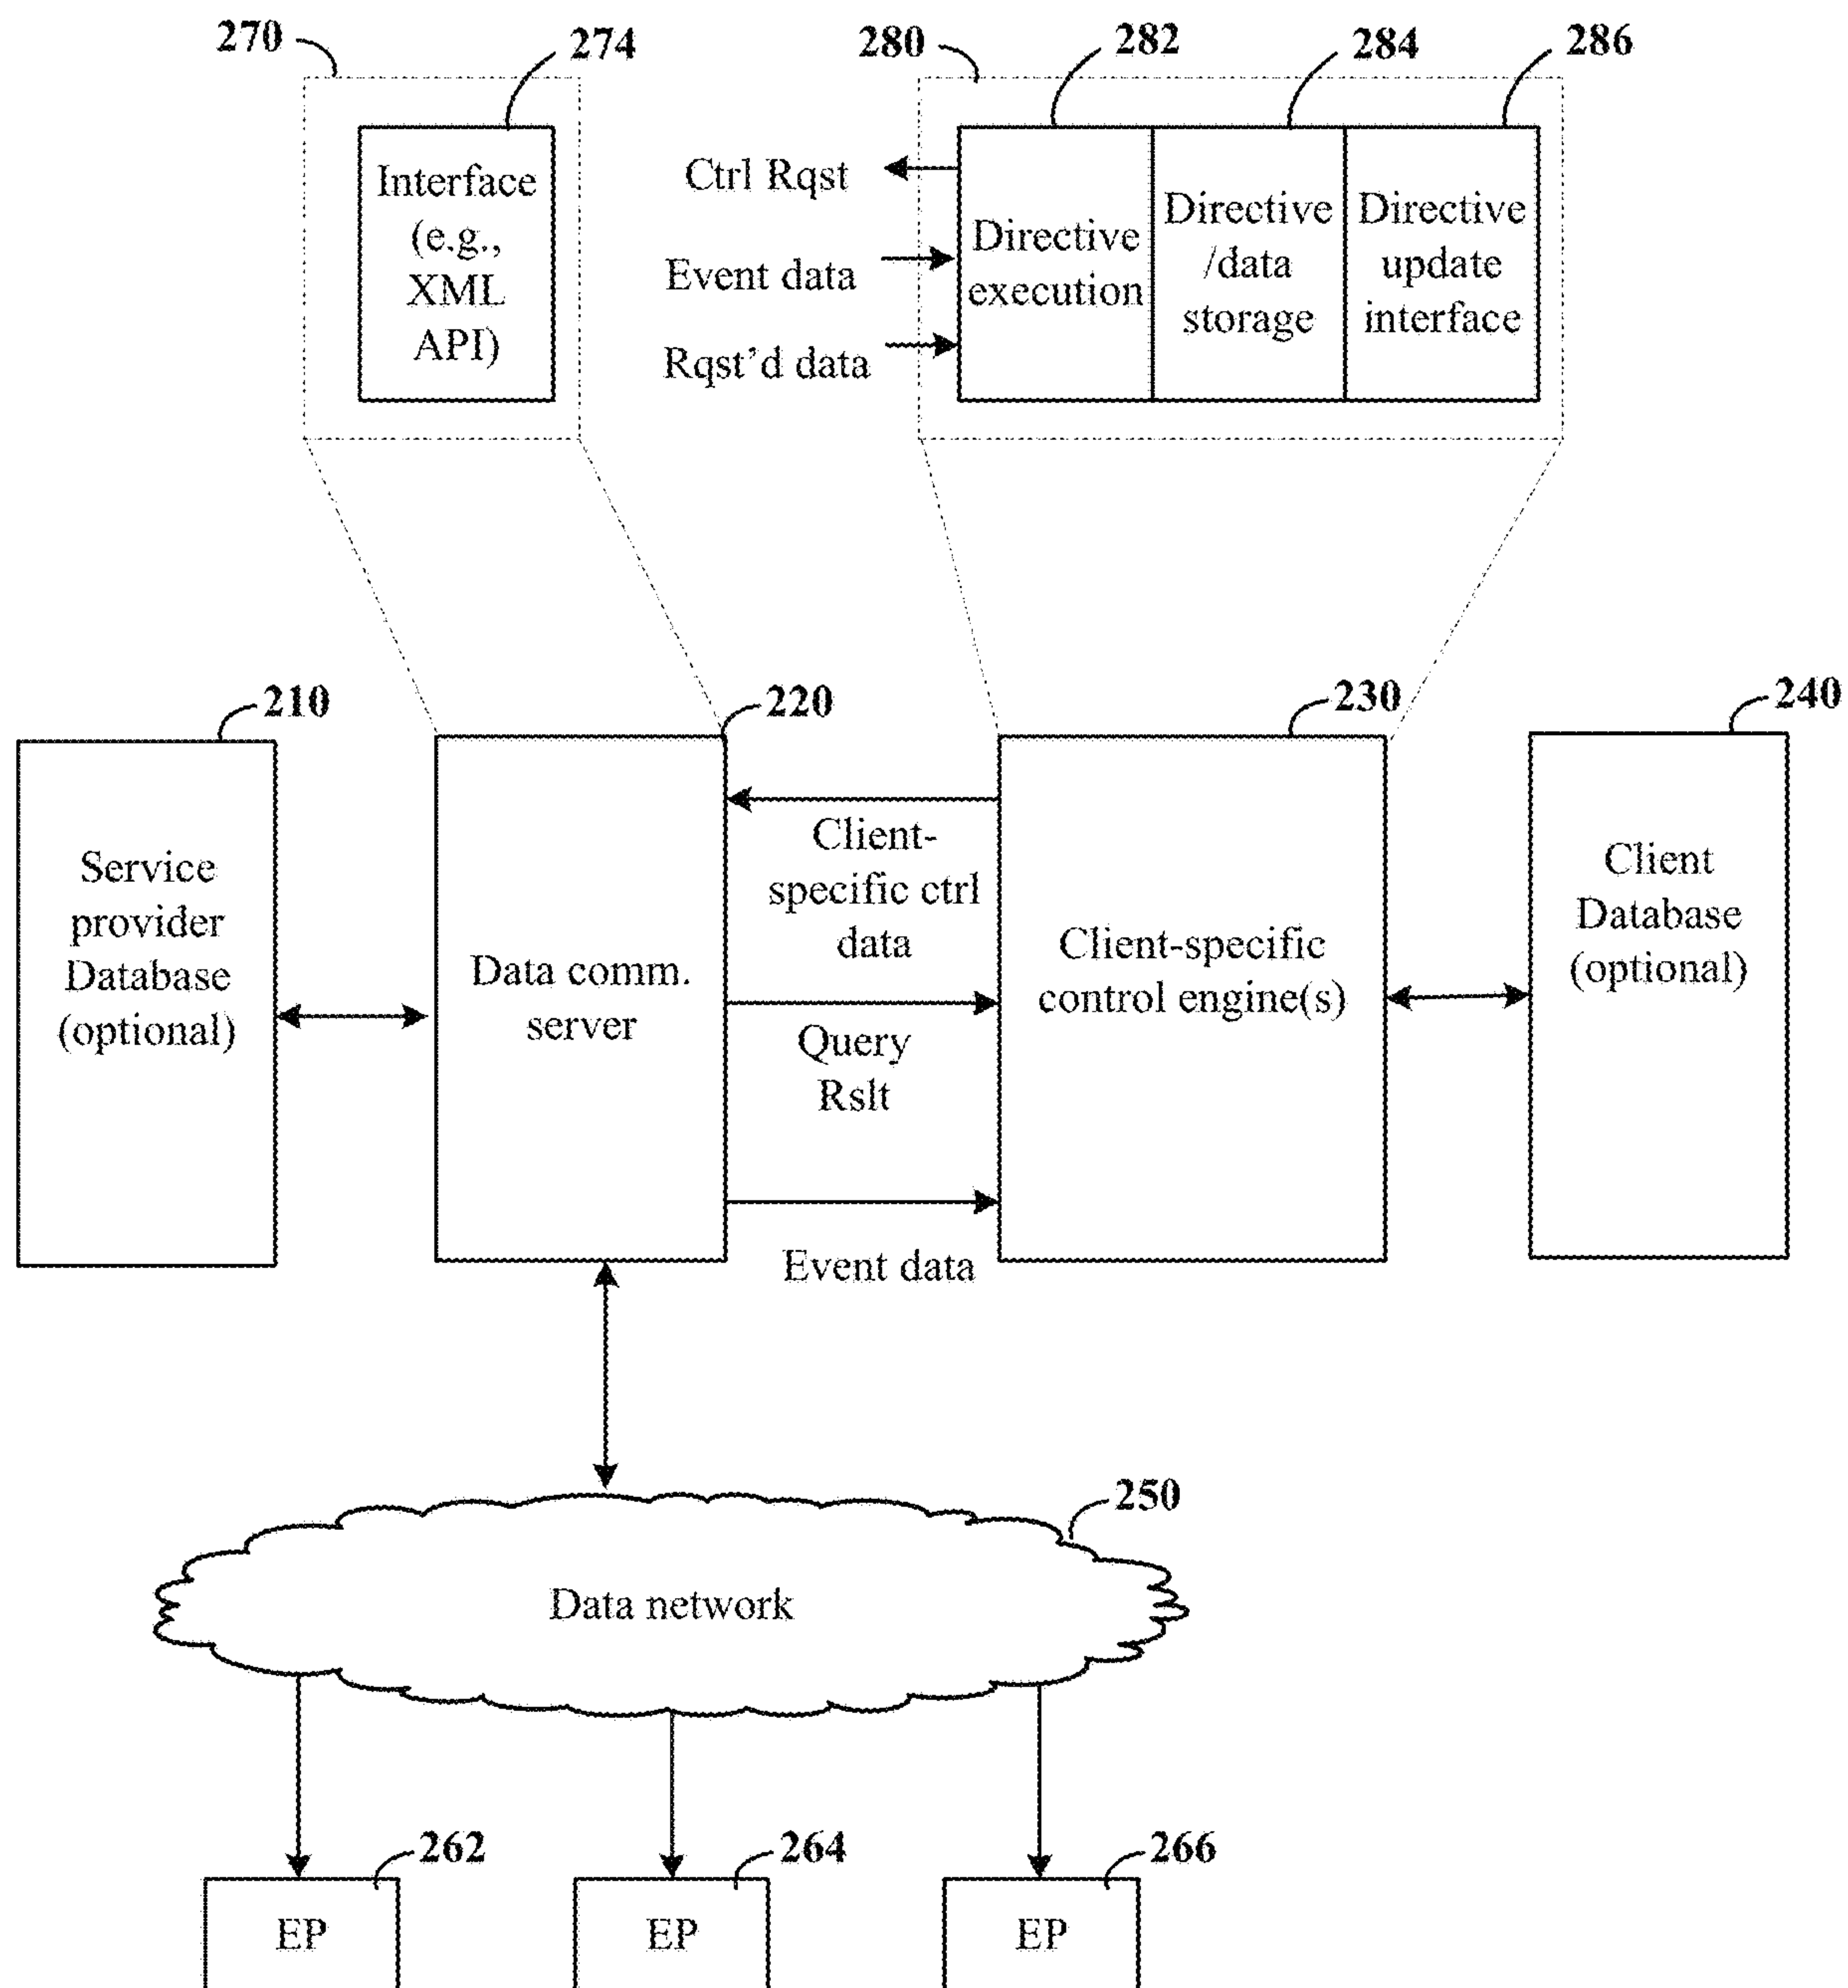 270
274
280
282
284
286
Interface
(e.g.,
XML
API)
Ctrl Rqst
Event data
Rqst’d data
Directive
execution
Directive
/data
storage
Directive
update
interface
210
220
230
240
Service
provider
Database
(optional)
Data comm.
server
Client-
specific ctrl
data
Query
Rslt
Event data
Client-specific
control engine(s)
Client
Database
(optional)
250
Data network
262
264
266
EP
EP
EP